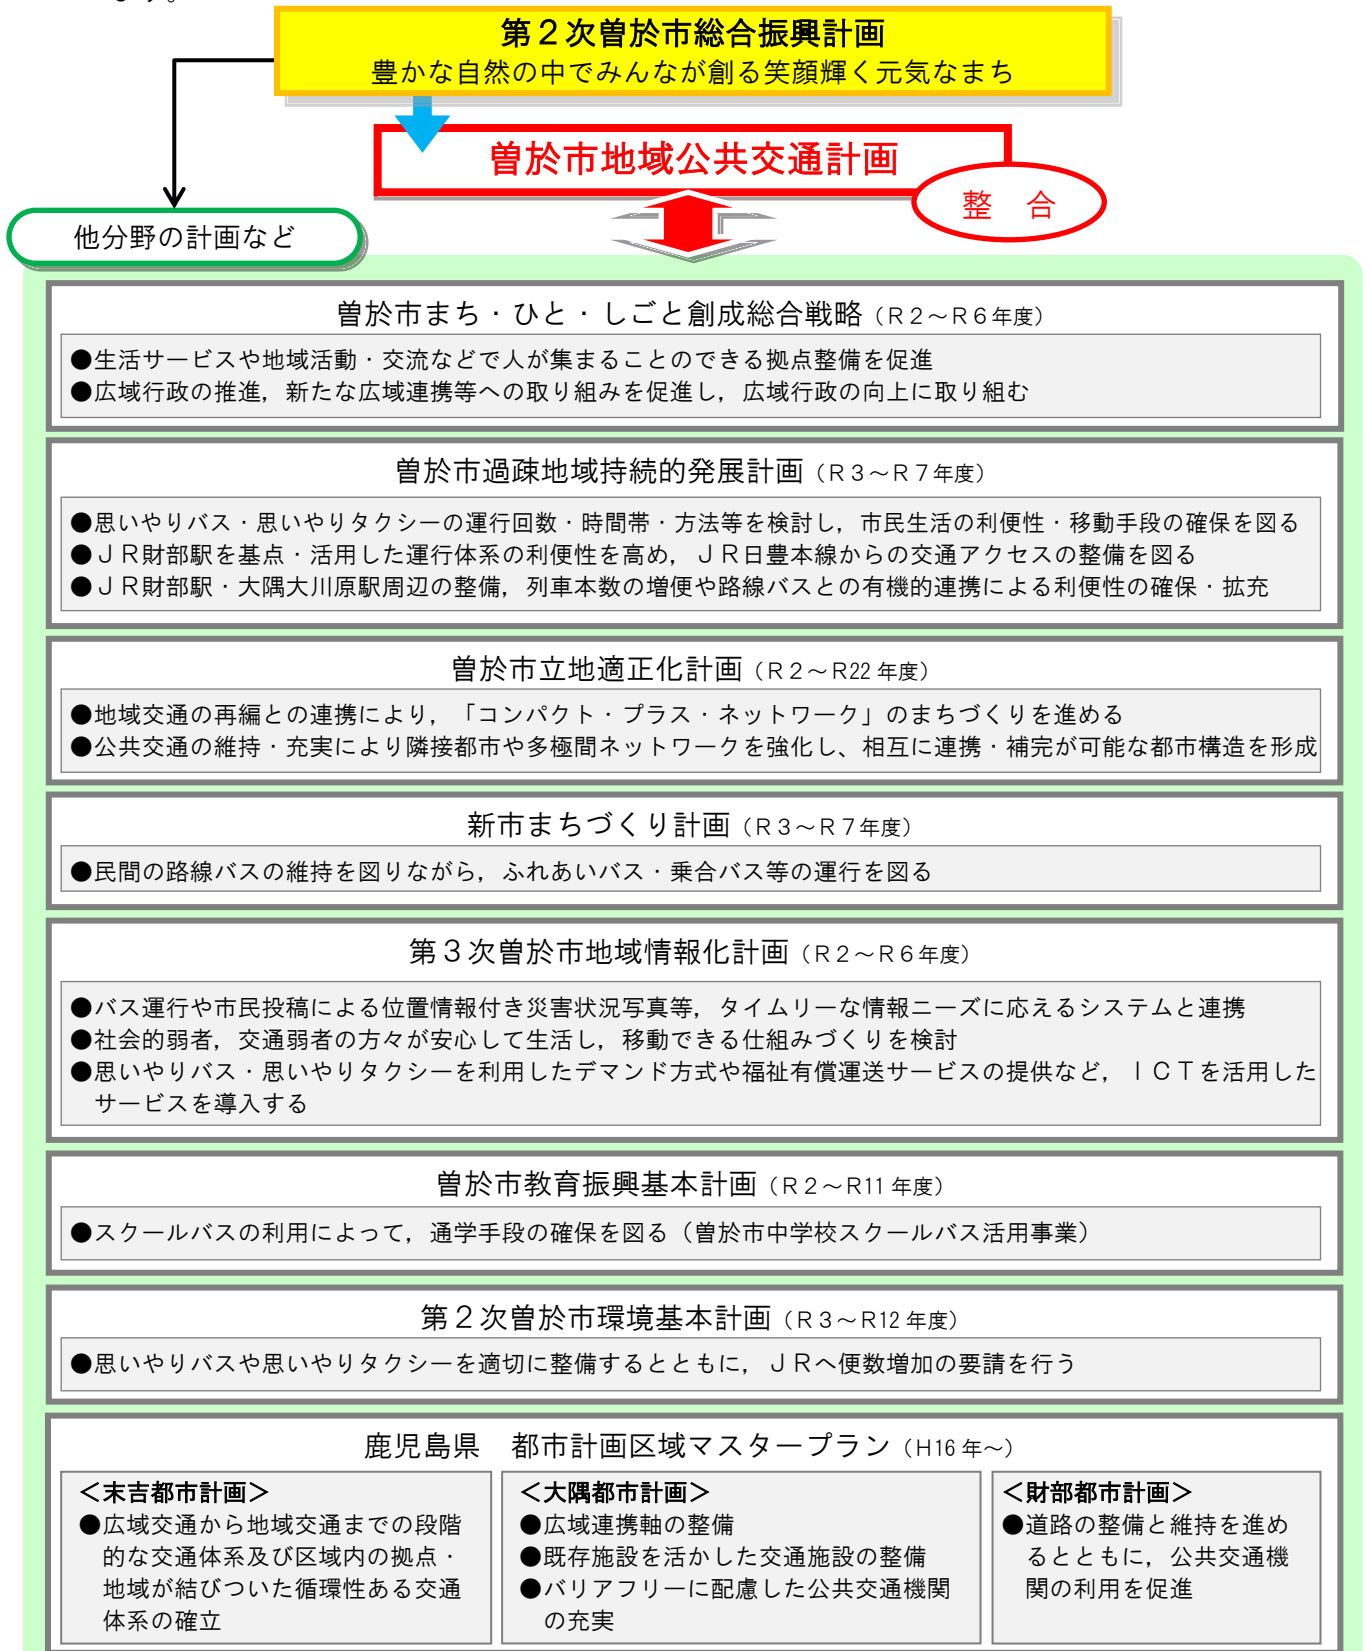 ます。
第２次曽於市総合振興計画
豊かな自然の中でみんなが創る笑顔輝く元気なまち
曽於市地域公共交通計画
整　合
他分野の計画など
曽於市まち・ひと・しごと創成総合戦略（Ｒ２～Ｒ６年度）
●生活サービスや地域活動・交流などで人が集まることのできる拠点整備を促進
●広域行政の推進，新たな広域連携等への取り組みを促進し，広域行政の向上に取り組む
曽於市過疎地域持続的発展計画（Ｒ３～Ｒ７年度）
●思いやりバス・思いやりタクシーの運行回数・時間帯・方法等を検討し，市民生活の利便性・移動手段の確保を図る
●ＪＲ財部駅を基点・活用した運行体系の利便性を高め，ＪＲ日豊本線からの交通アクセスの整備を図る
●ＪＲ財部駅・大隅大川原駅周辺の整備，列車本数の増便や路線バスとの有機的連携による利便性の確保・拡充
曽於市立地適正化計画（Ｒ２～R22 年度）
●地域交通の再編との連携により，「コンパクト・プラス・ネットワーク」のまちづくりを進める
●公共交通の維持・充実により隣接都市や多極間ネットワークを強化し、相互に連携・補完が可能な都市構造を形成
新市まちづくり計画（Ｒ３～Ｒ７年度）
●民間の路線バスの維持を図りながら，ふれあいバス・乗合バス等の運行を図る
第３次曽於市地域情報化計画（Ｒ２～Ｒ６年度）
●バス運行や市民投稿による位置情報付き災害状況写真等，タイムリーな情報ニーズに応えるシステムと連携
●社会的弱者，交通弱者の方々が安心して生活し，移動できる仕組みづくりを検討
●思いやりバス・思いやりタクシーを利用したデマンド方式や福祉有償運送サービスの提供など，ＩＣＴを活用した
サービスを導入する
曽於市教育振興基本計画（Ｒ２～R11 年度）
●スクールバスの利用によって，通学手段の確保を図る（曽於市中学校スクールバス活用事業）
第２次曽於市環境基本計画（Ｒ３～R12 年度）
●思いやりバスや思いやりタクシーを適切に整備するとともに，ＪＲへ便数増加の要請を行う
鹿児島県　都市計画区域マスタープラン（H16 年～）
＜末吉都市計画＞
●広域交通から地域交通までの段階
的な交通体系及び区域内の拠点・
地域が結びついた循環性ある交通
体系の確立
＜大隅都市計画＞
●広域連携軸の整備
●既存施設を活かした交通施設の整備
●バリアフリーに配慮した公共交通機関
の充実
＜財部都市計画＞
●道路の整備と維持を進め
るとともに，公共交通機
関の利用を促進